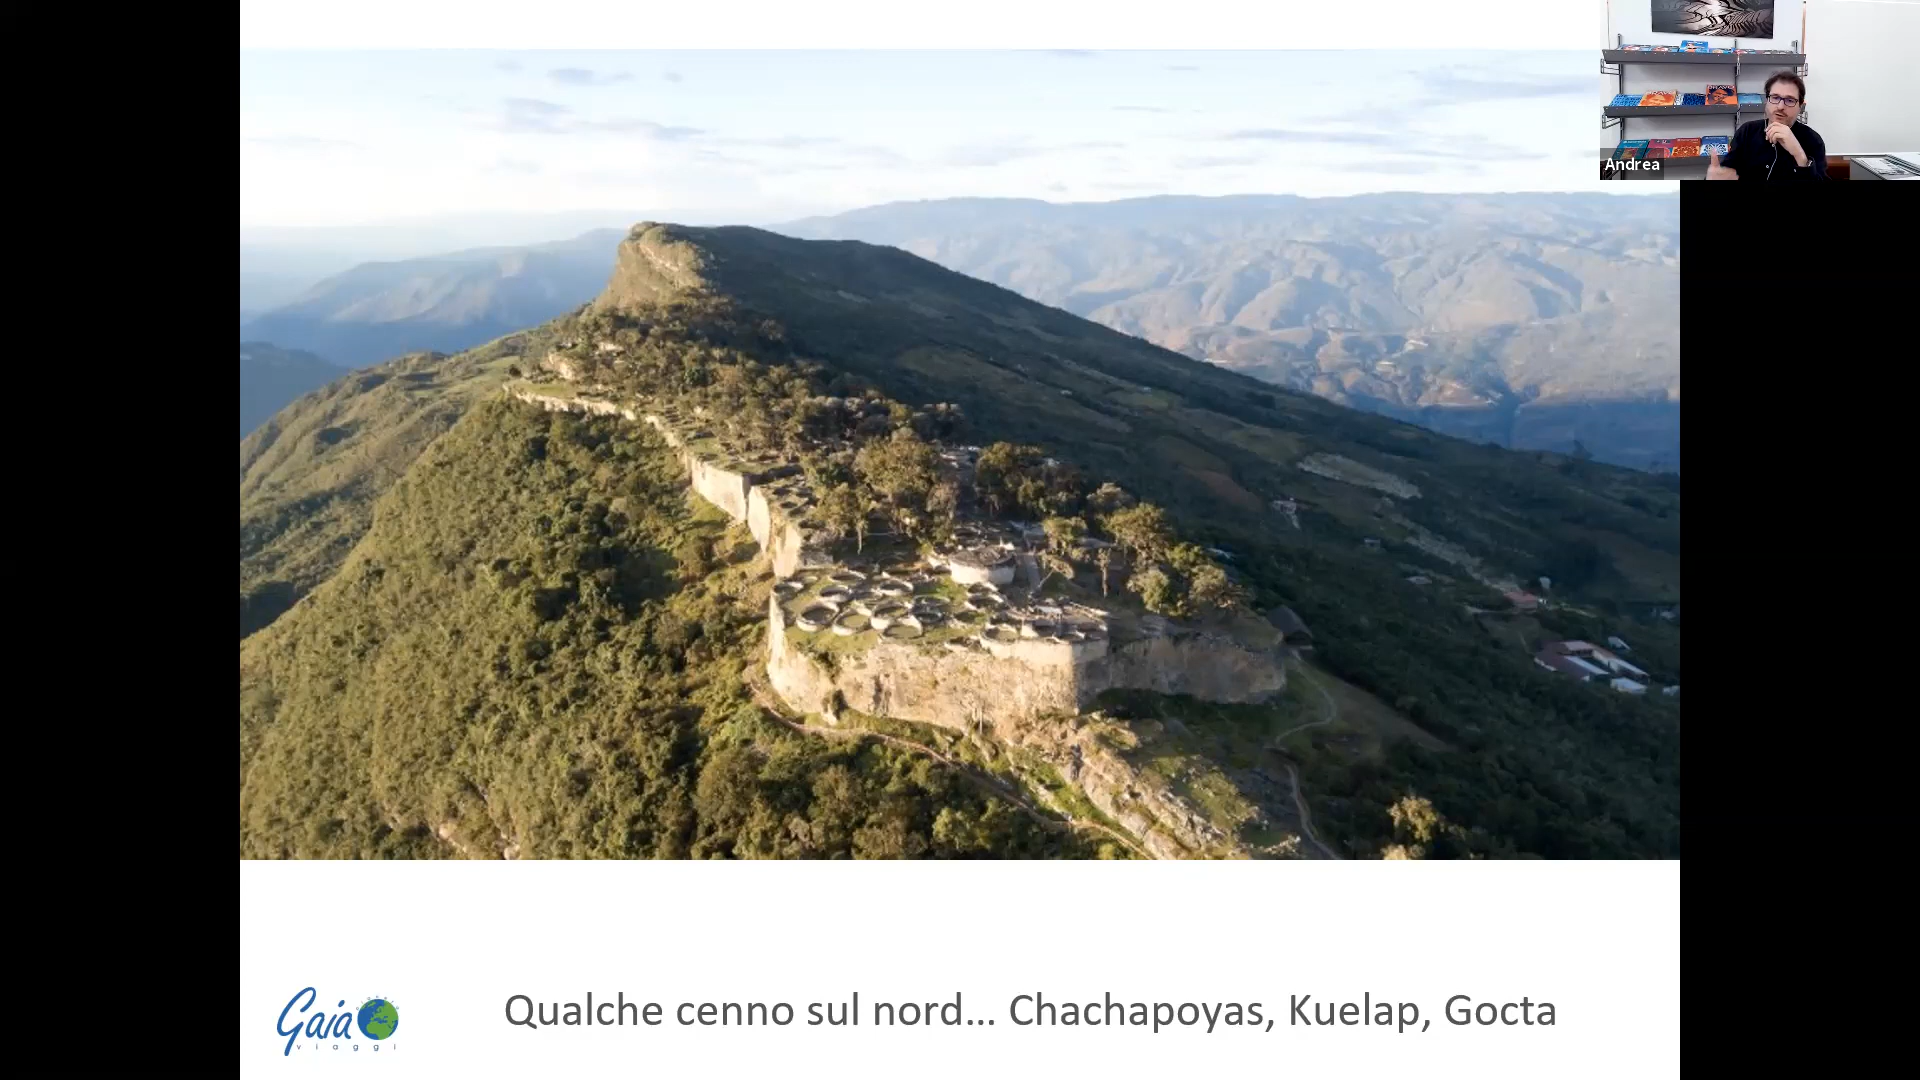 Andrea
Gaia
viaggi
Qualche cenno sul nord... Chachapoyas, Kuelap, Gocta